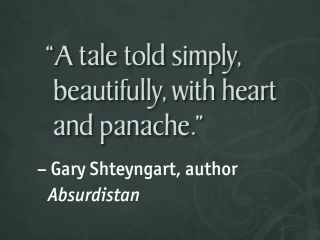 “A tale told simply,
beautifully, with heart
and panache.”
– Gary Shteyngart, author
Absurdistan